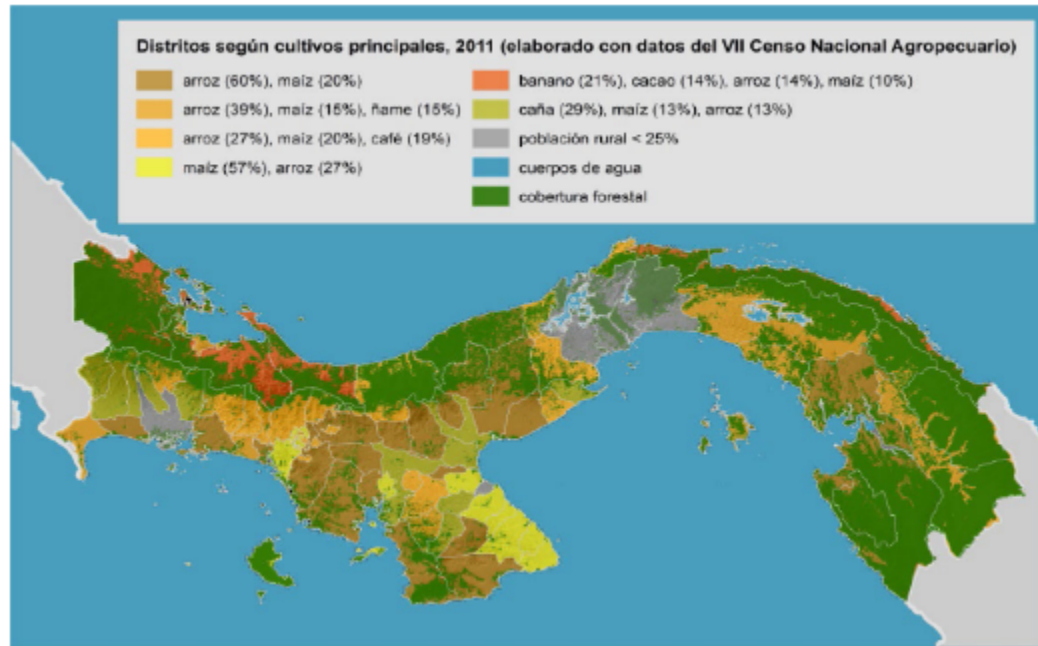 Distritos según cultivos principales, 2011 (elaborado con datos del VII Censo Nacional Agropecuario)
arroz (60%), maíz (20%)
arroz (39%), maíz (15%), ñame (15%)
arroz (27%), maíz (20%), café (19%)
maíz (57%), arroz (27%)
banano (21%), cacao (14%), arroz (14%), maíz (10%)
caña (29%), maíz (13%), arroz (13%)
población rural < 25%
cuerpos de agua
cobertura forestal